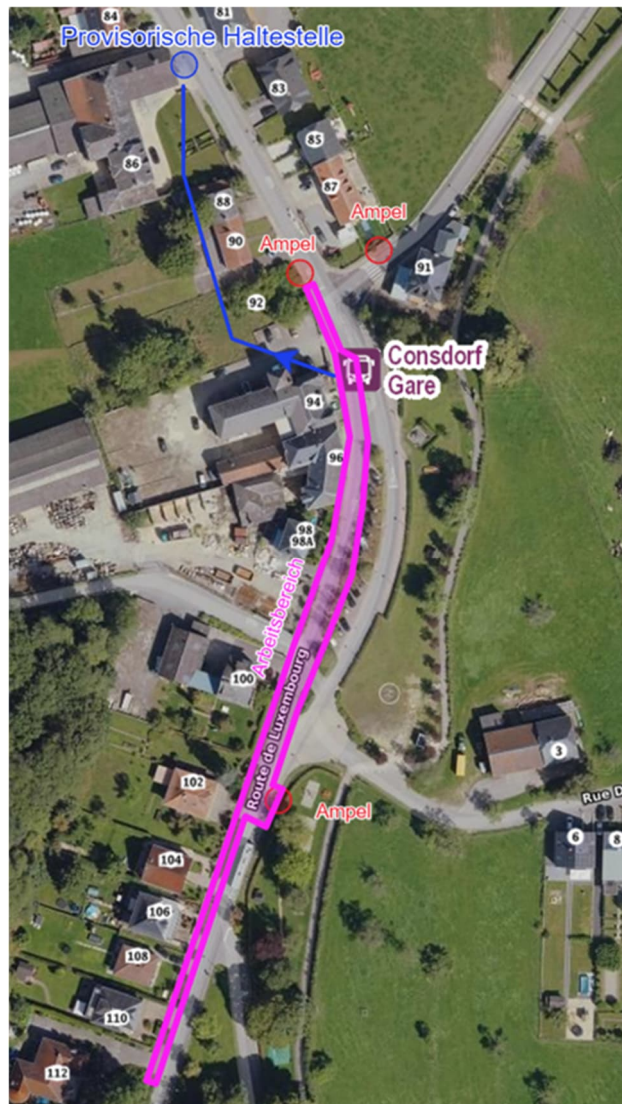 84
81
Provisorische Haltestelle
83
85
86
87
88
Ampel
90
Ampel
91
92
Consdorf
Gare
94
96
98
98A
Arbeitsbereich
100
Route de Luxembourg
3
102
Ampel
Rue D
104
6
8
106
108
110
112